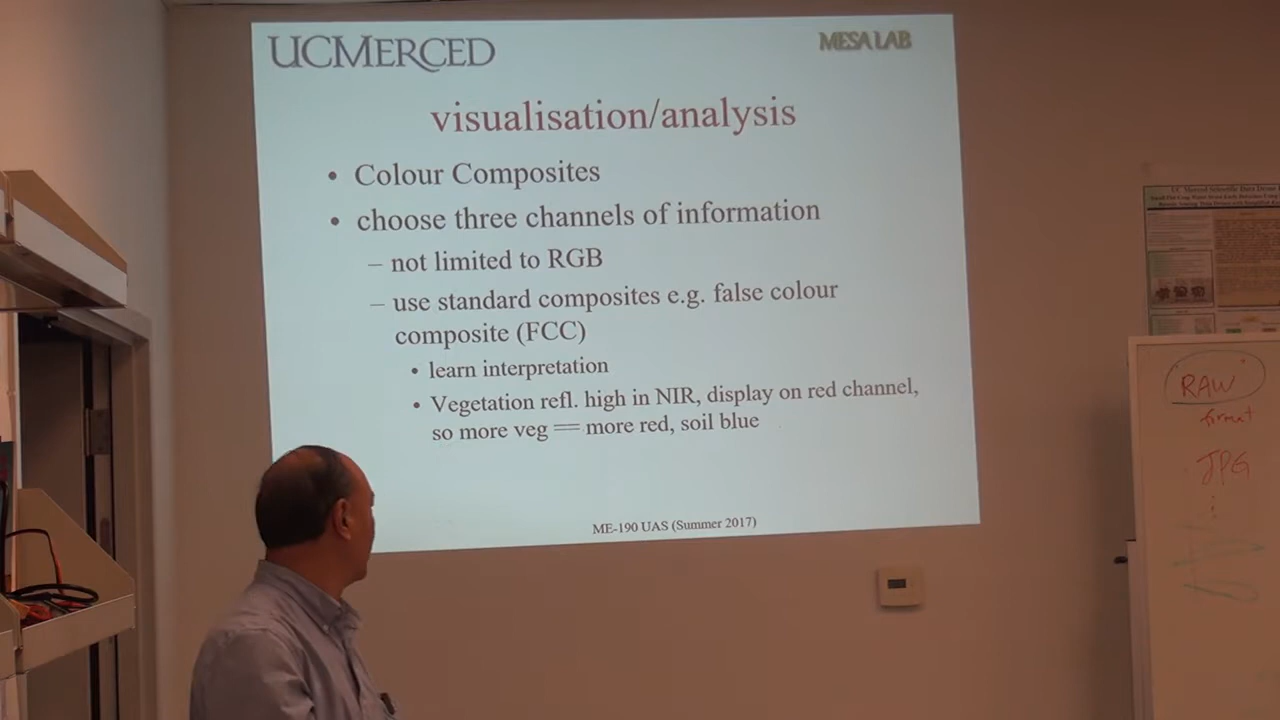 UCMERCED
MESA LAB
visualisation/analysis
• Colour Composites
• choose three channels of information
– not limited to RGB
– use standard composites e.g. false colour
composite (FCC)
• learn interpretation
• Vegetation refl. high in NIR, display on red channel,
so more veg == more red, soil blue
ME-190 UAS (Summer 2017)
RAW
format
JPG